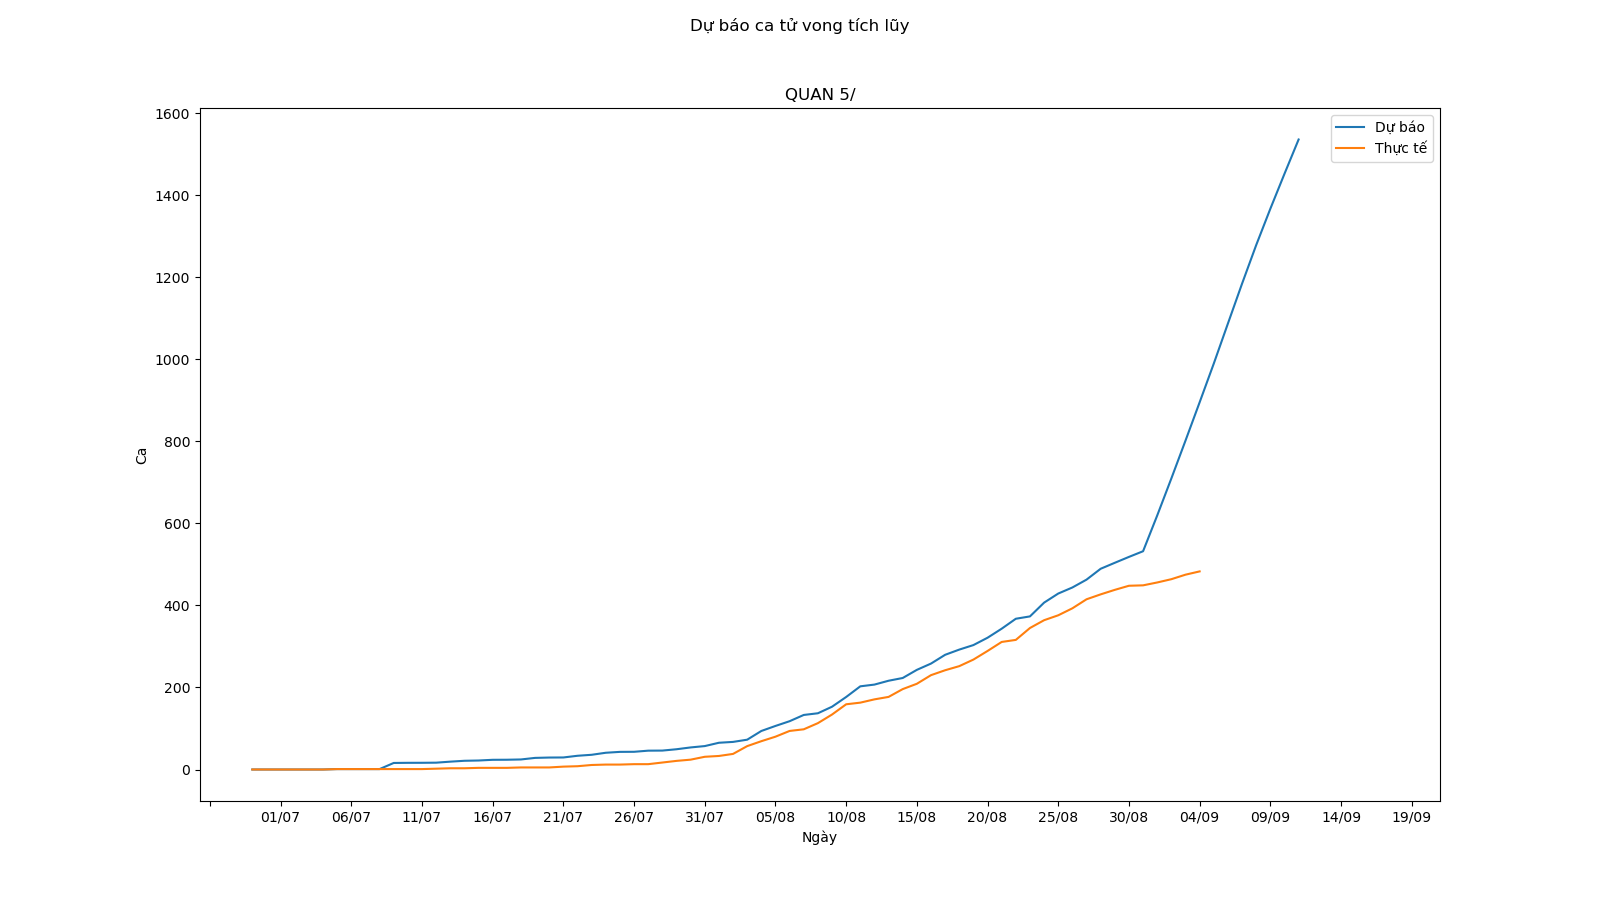 Dự báo ca tử vong tích lũy
QUAN 5/
1600
1400
1200
1000
800
600
400
200
0
Ca
Dự báo
Thực tế
01/07 06/07 11/07 16/07 21/07 26/07 31/07 05/08 10/08 15/08 20/08 25/08 30/08 04/09 09/09 14/09 19/09
Ngày